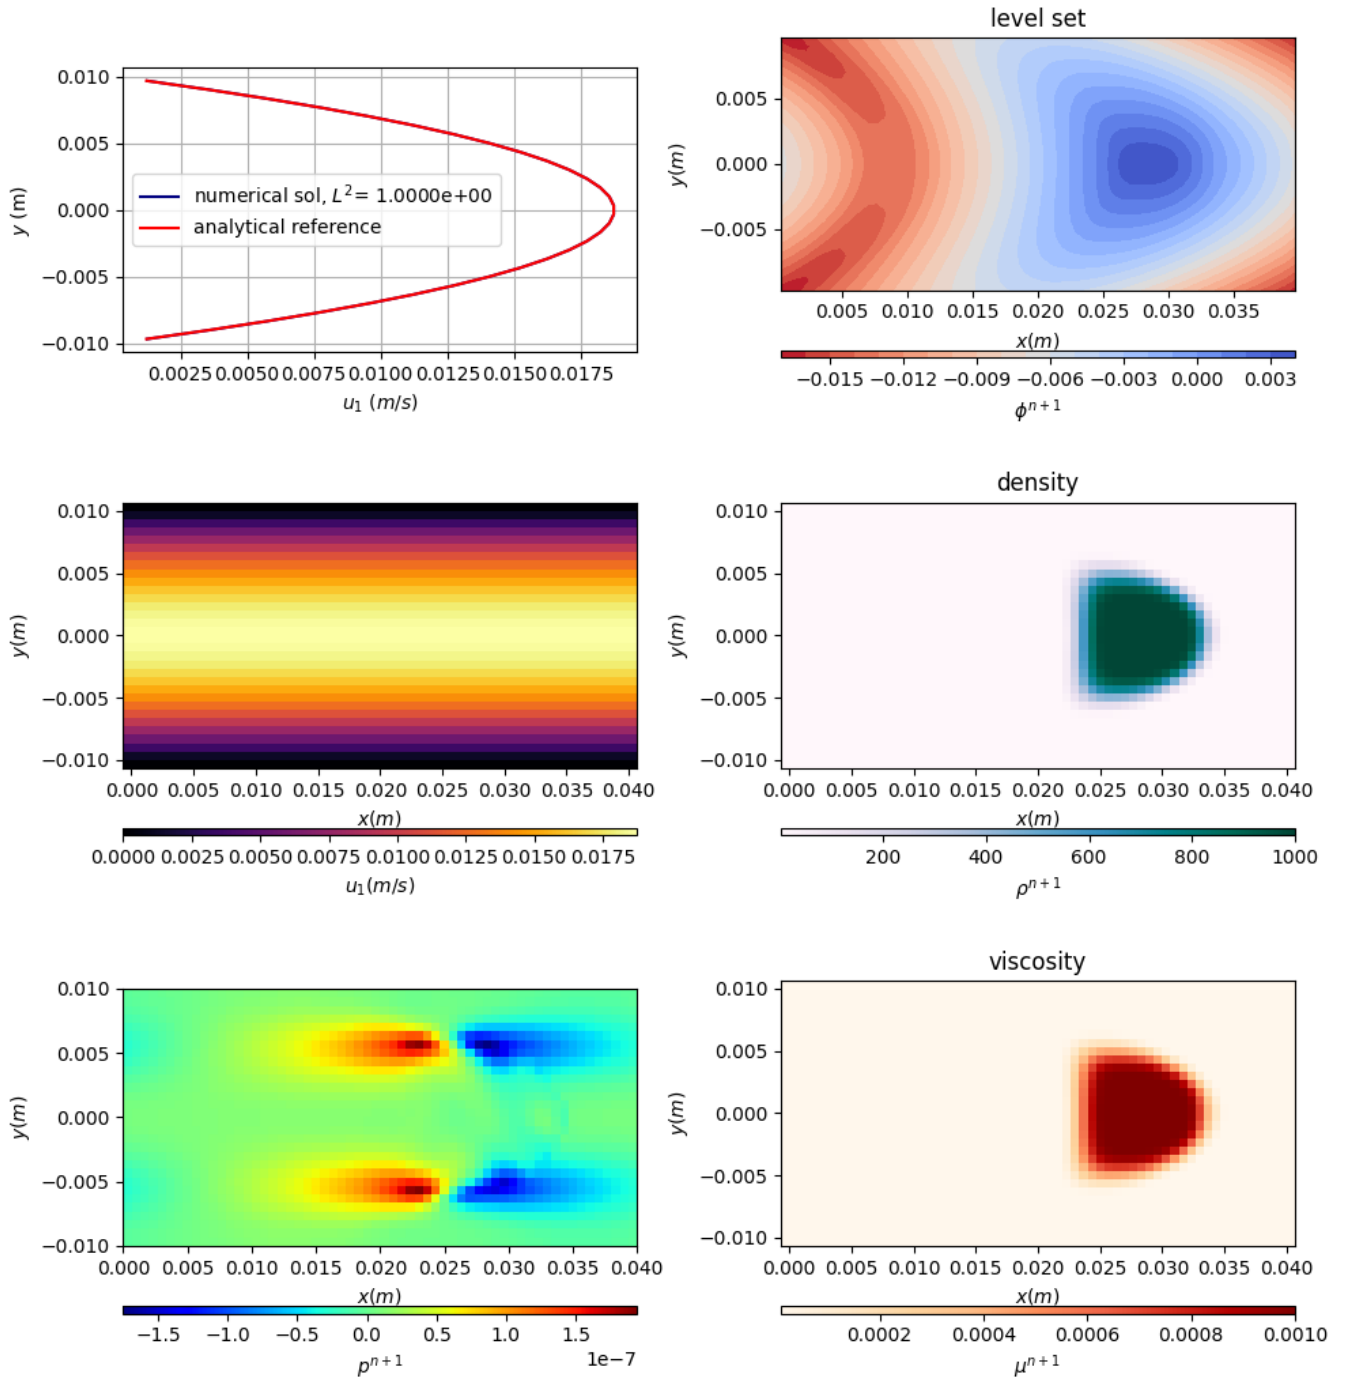 level set
0.010
0.005
0.000
−0.005
−0.010
y (m)
numerical sol, L²= 1.0000e+00
analytical reference
0.0025 0.0050 0.0075 0.0100 0.0125 0.0150 0.0175
u₁ (m/s)
0.005
0.000
−0.005
y(m)
0.005 0.010 0.015 0.020 0.025 0.030 0.035
x(m)
−0.015 −0.012 −0.009 −0.006 −0.003 0.000 0.003
ϕⁿ⁺¹
0.010
0.005
0.000
−0.005
−0.010
y(m)
0.000 0.005 0.010 0.015 0.020 0.025 0.030 0.035 0.040
x(m)
0.0000 0.0025 0.0050 0.0075 0.0100 0.0125 0.0150 0.0175
u₁(m/s)
density
0.010
0.005
0.000
−0.005
−0.010
y(m)
0.000 0.005 0.010 0.015 0.020 0.025 0.030 0.035 0.040
x(m)
200 400 600 800 1000
ρⁿ⁺¹
0.010
0.005
0.000
−0.005
−0.010
y(m)
0.000 0.005 0.010 0.015 0.020 0.025 0.030 0.035 0.040
x(m)
−1.5 −1.0 −0.5 0.0 0.5 1.0 1.5
1e−7
pⁿ⁺¹
viscosity
0.010
0.005
0.000
−0.005
−0.010
y(m)
0.000 0.005 0.010 0.015 0.020 0.025 0.030 0.035 0.040
x(m)
0.0002 0.0004 0.0006 0.0008 0.0010
μⁿ⁺¹